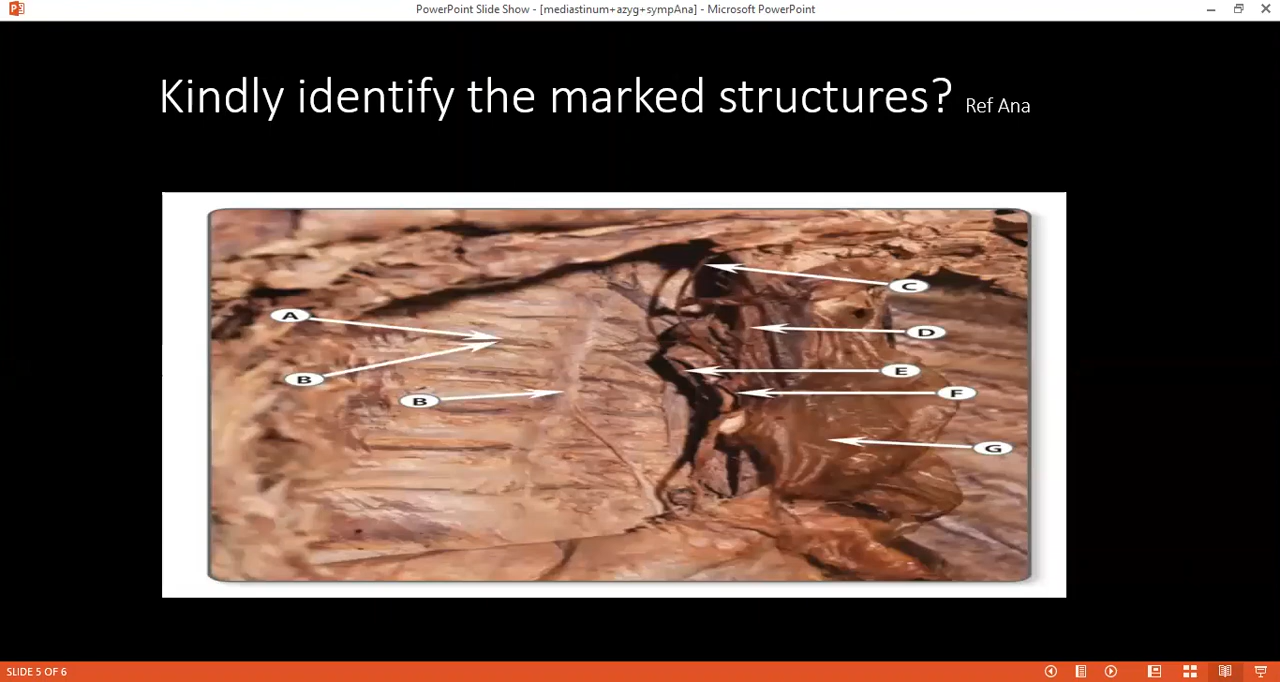 PowerPoint Slide Show - [mediastinum+azyg+sympAna] - Microsoft PowerPoint
Kindly identify the marked structures? Ref Ana
C
A
D
E
B
F
B
G
SLIDE 5 OF 6